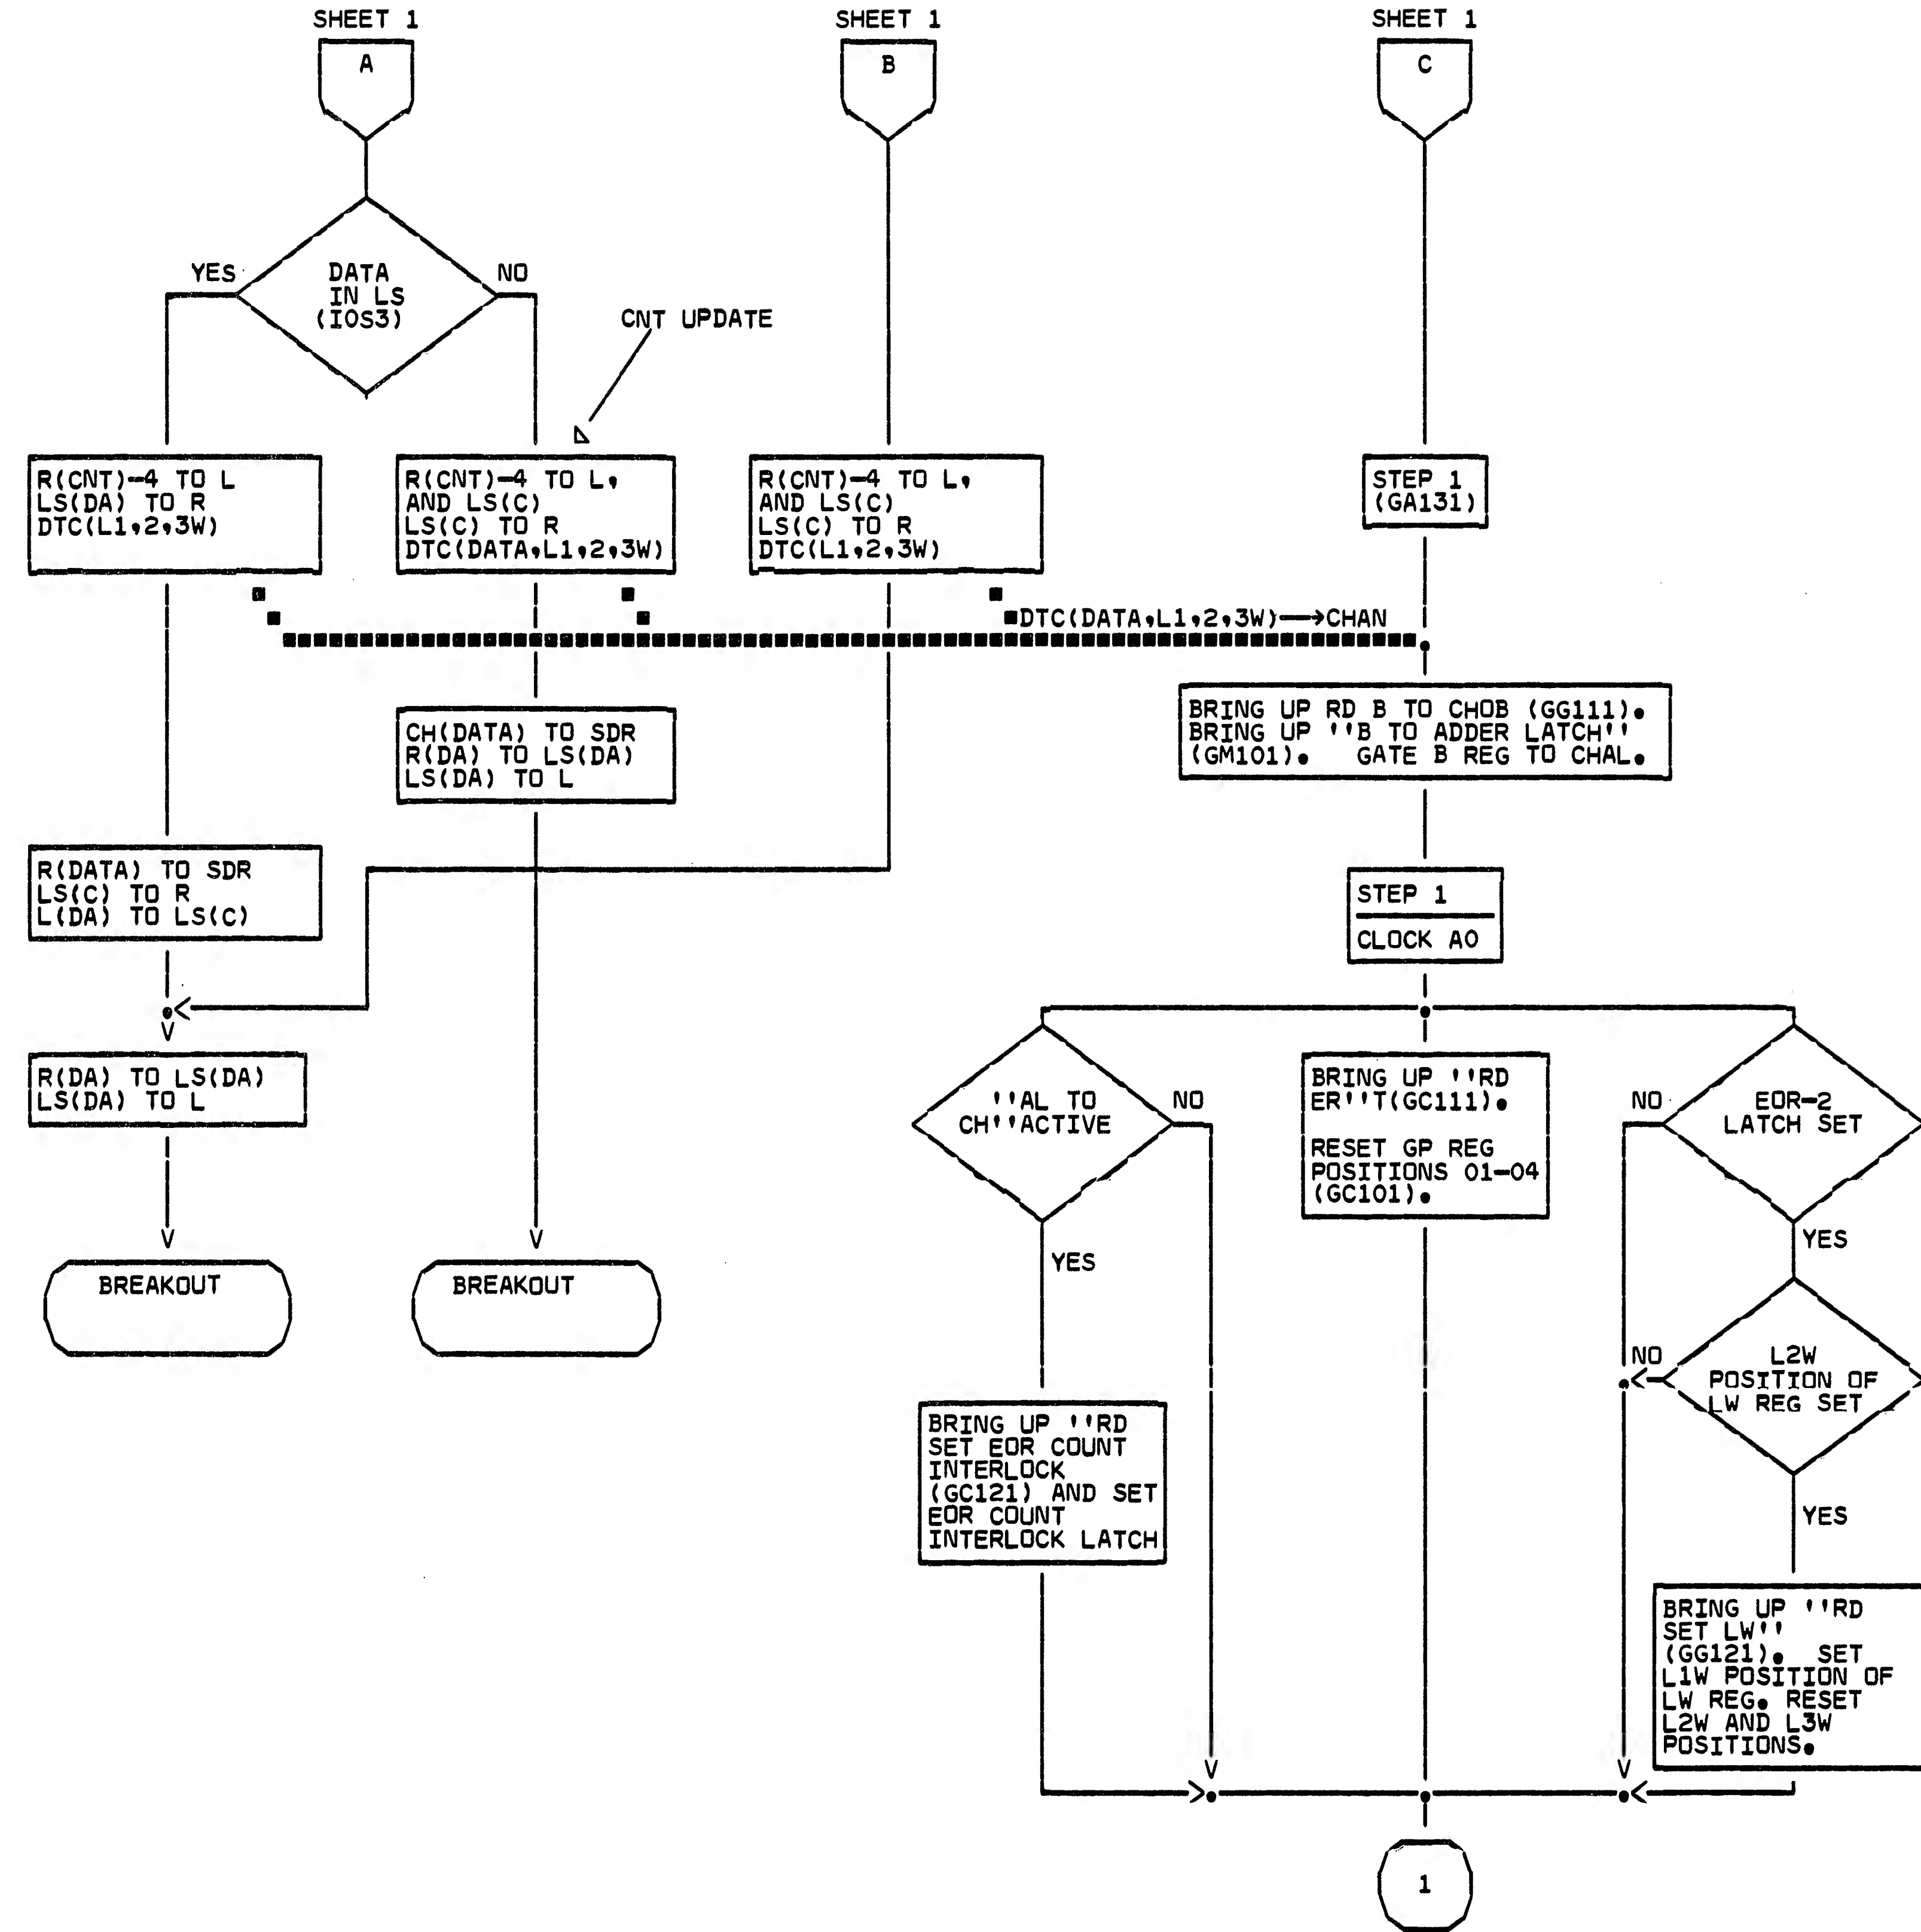 SHEET 1
A
SHEET 1
B
SHEET 1
C
YES
DATA
IN LS
(IOS3)
NO
CNT UPDATE
R(CNT)-4 TO L
LS(DA) TO R
DTC(L1,2,3W)
R(CNT)-4 TO L,
AND LS(C)
LS(C) TO R
DTC(DATA,L1,2,3W)
R(CNT)-4 TO L,
AND LS(C)
LS(C) TO R
DTC(L1,2,3W)
STEP 1
(GA131)
DTC(DATA,L1,2,3W)→CHAN
BRING UP RD B TO CHOB (GG111).
BRING UP ''B TO ADDER LATCH''
(GM101). GATE B REG TO CHAL.
CH(DATA) TO SDR
R(DA) TO LS(DA)
LS(DA) TO L
R(DATA) TO SDR
LS(C) TO R
L(DA) TO LS(C)
STEP 1
CLOCK A0
R(DA) TO LS(DA)
LS(DA) TO L
''AL TO
CH''ACTIVE
NO
YES
BRING UP ''RD
ER''T(GC111).
RESET GP REG
POSITIONS 01-04
(GC101).
NO
EOR-2
LATCH SET
YES
BREAKOUT
BREAKOUT
NO
L2W
POSITION OF
LW REG SET
YES
BRING UP ''RD
SET EOR COUNT
INTERLOCK
(GC121) AND SET
EOR COUNT
INTERLOCK LATCH
BRING UP ''RD
SET LW''
(GG121). SET
L1W POSITION OF
LW REG. RESET
L2W AND L3W
POSITIONS.
1